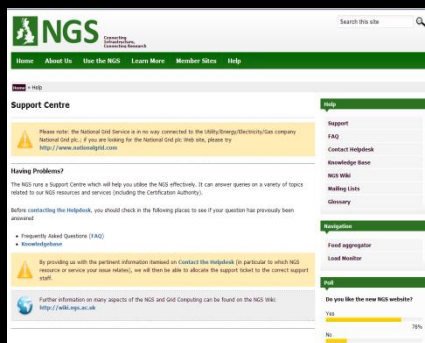 NGS
Connecting
Infrastructure,
Connecting Research
Search this site
Home About Us Use the NGS Learn More Member Sites Help
Home » Help
Support Centre
Please note: the National Grid Service is in no way connected to the Utility/Energy/Electricity/Gas company
National Grid plc.; if you are looking for the National Grid plc Web site, please try
http://www.nationalgrid.com
Having Problems?
The NGS runs a Support Centre which will help you utilise the NGS effectively. It can answer queries on a variety of topics
related to our NGS resources and services (including the Certification Authority).
Before contacting the Helpdesk, you should check in the following places to see if your question has previously been
answered
Frequently Asked Questions (FAQ)
Knowledgebase
By providing us with the pertinent information itemised on Contact the Helpdesk (in particular to which NGS
resource or service your issue relates), we will then be able to allocate the support ticket to the correct support
staff.
Further information on many aspects of the NGS and Grid Computing can be found on the NGS Wiki
http://wiki.ngs.ac.uk
Help
Support
FAQ
Contact Helpdesk
Knowledge Base
NGS Wiki
Mailing Lists
Glossary
Navigation
Feed aggregator
Load Monitor
Poll
Do you like the new NGS website?
Yes
76%
No